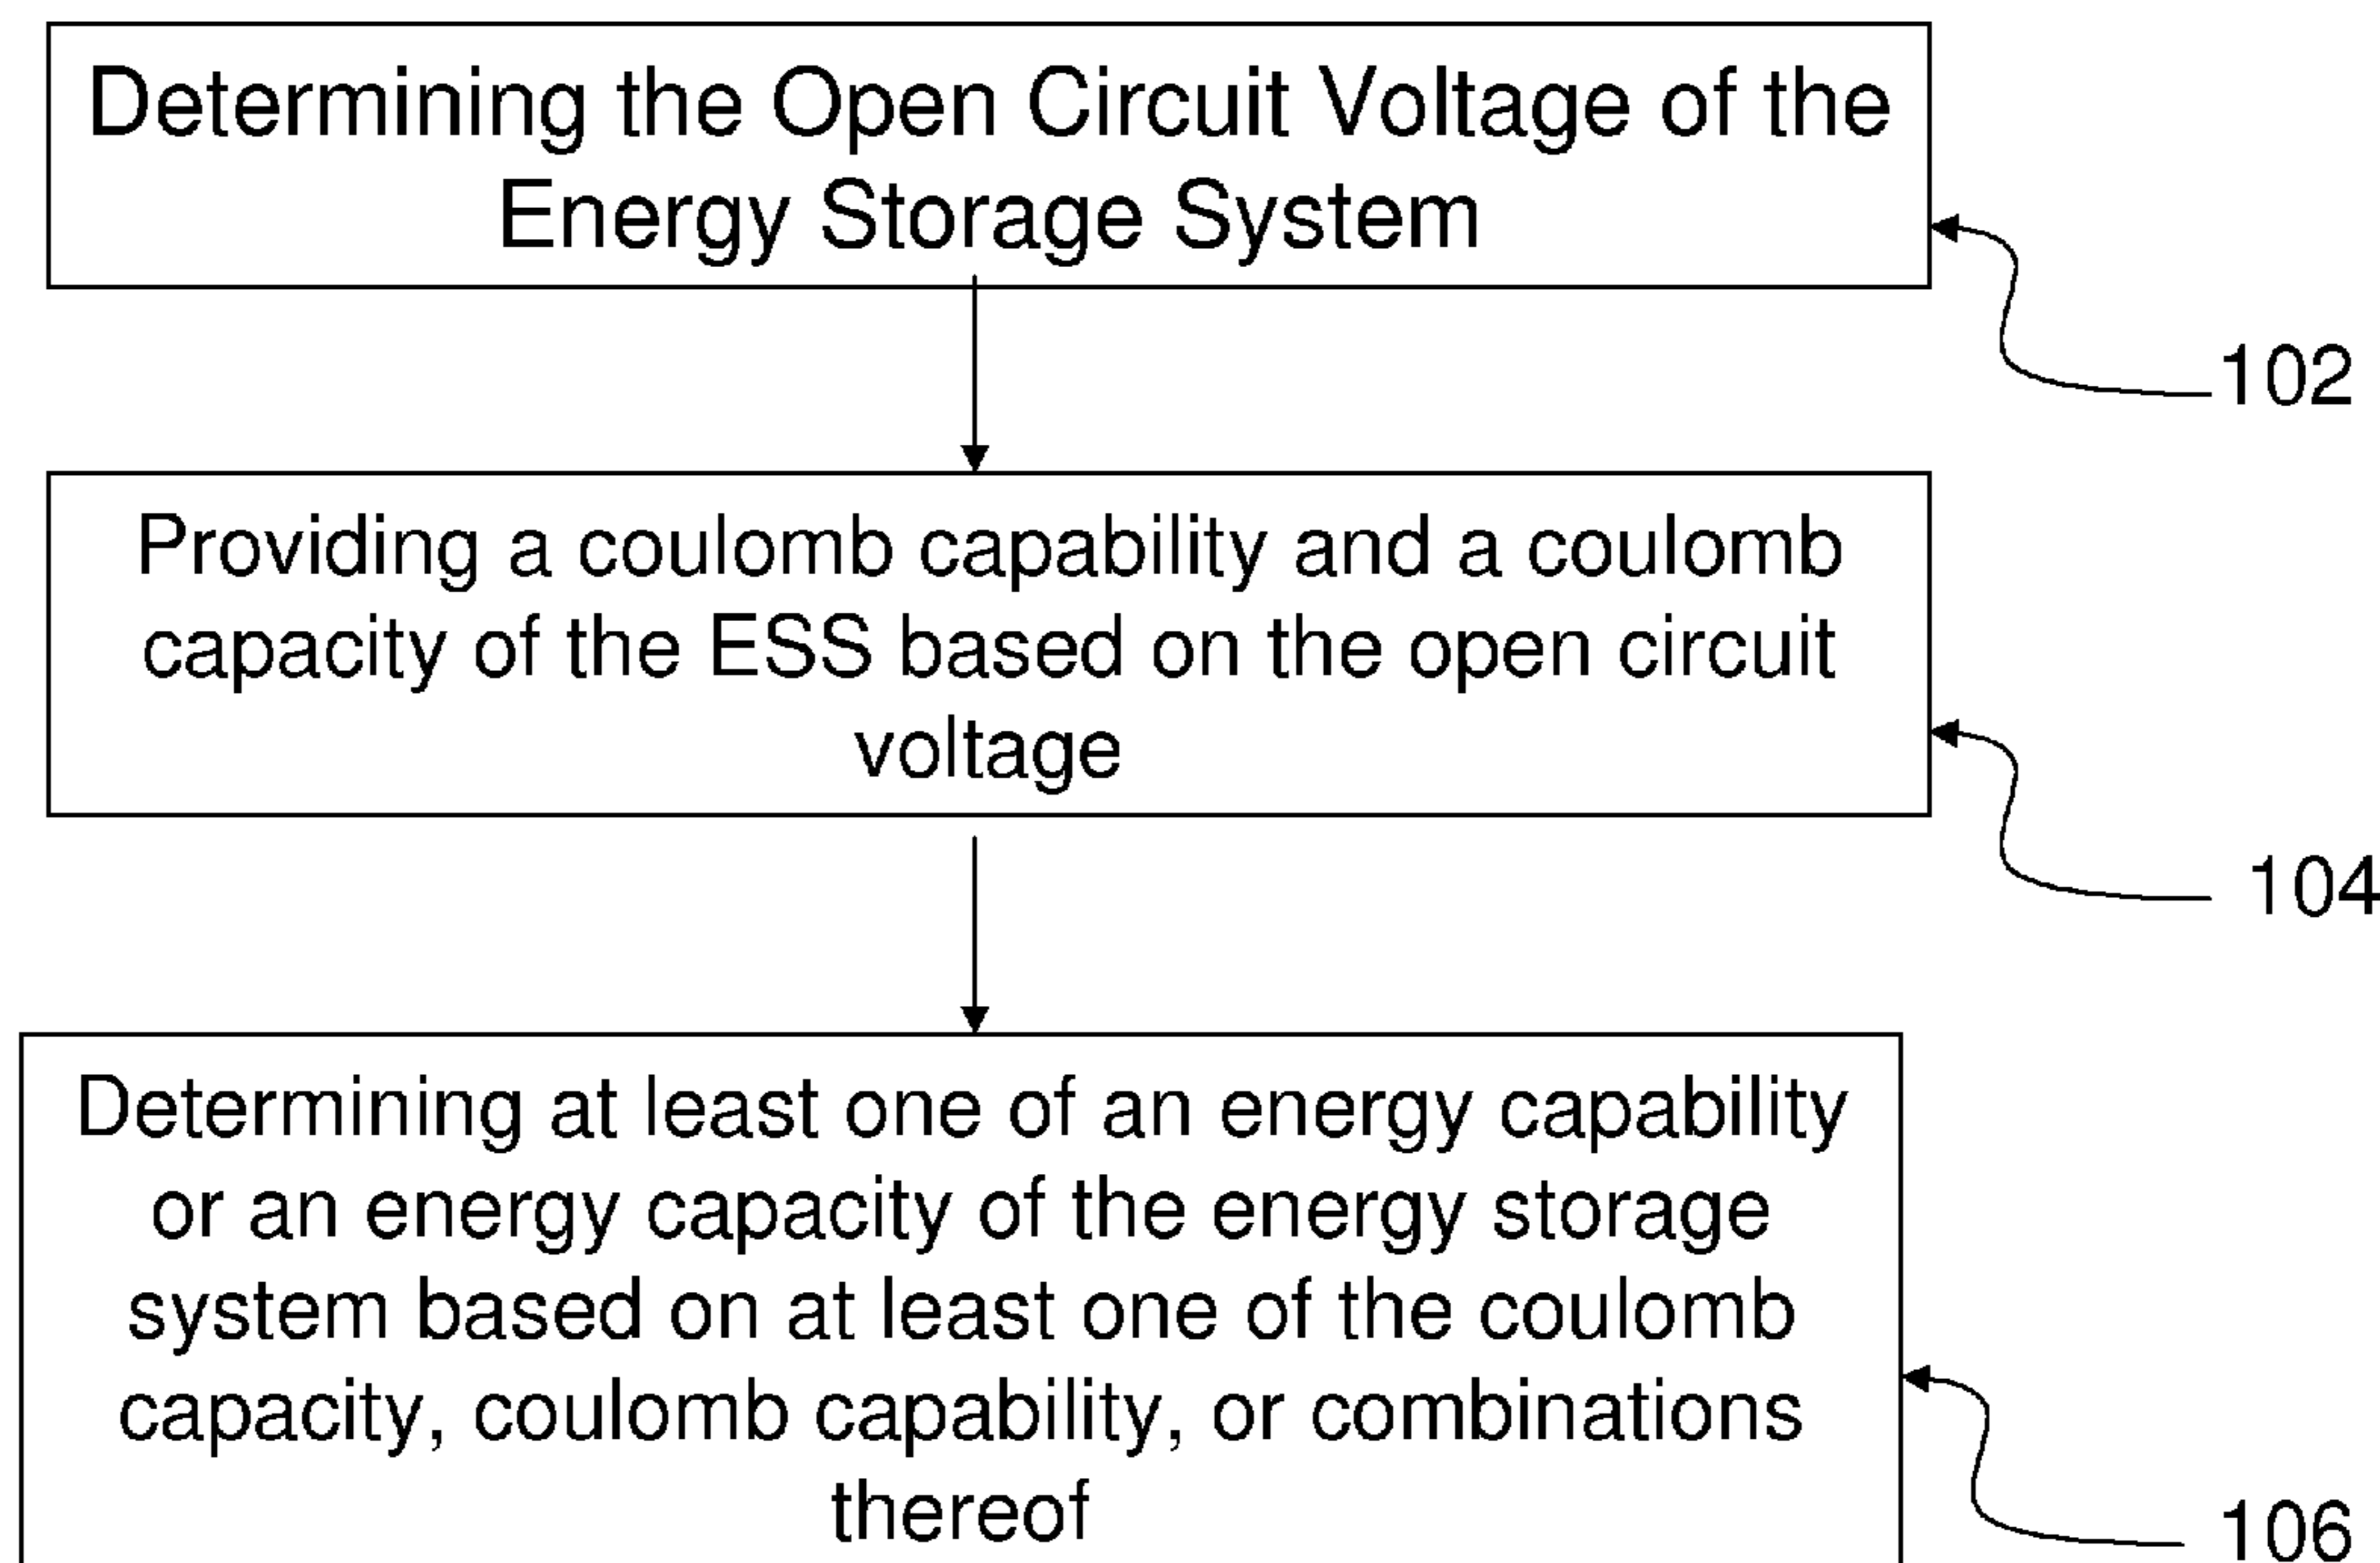 Determining the Open Circuit Voltage of the
Energy Storage System
102
Providing a coulomb capability and a coulomb
capacity of the ESS based on the open circuit
voltage
104
Determining at least one of an energy capability
or an energy capacity of the energy storage
system based on at least one of the coulomb
capacity, coulomb capability, or combinations
thereof
106